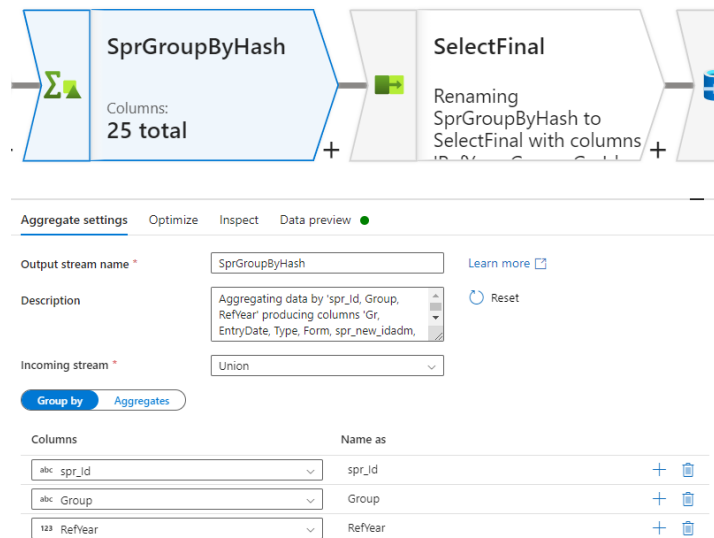 SprGroupByHash
Columns:
25 total
+
SelectFinal
Renaming
SprGroupByHash to
SelectFinal with columns
+
Aggregate settings Optimize Inspect Data preview
Output stream name * SprGroupByHash Learn more
Description Aggregating data by 'spr_Id, Group, Reset
RefYear' producing columns 'Gr,
EntryDate, Type, Form, spr_new_idadm,
Incoming stream * Union
Group by Aggregates
Columns Name as
abc spr_Id spr_Id
abc Group Group
123 RefYear RefYear